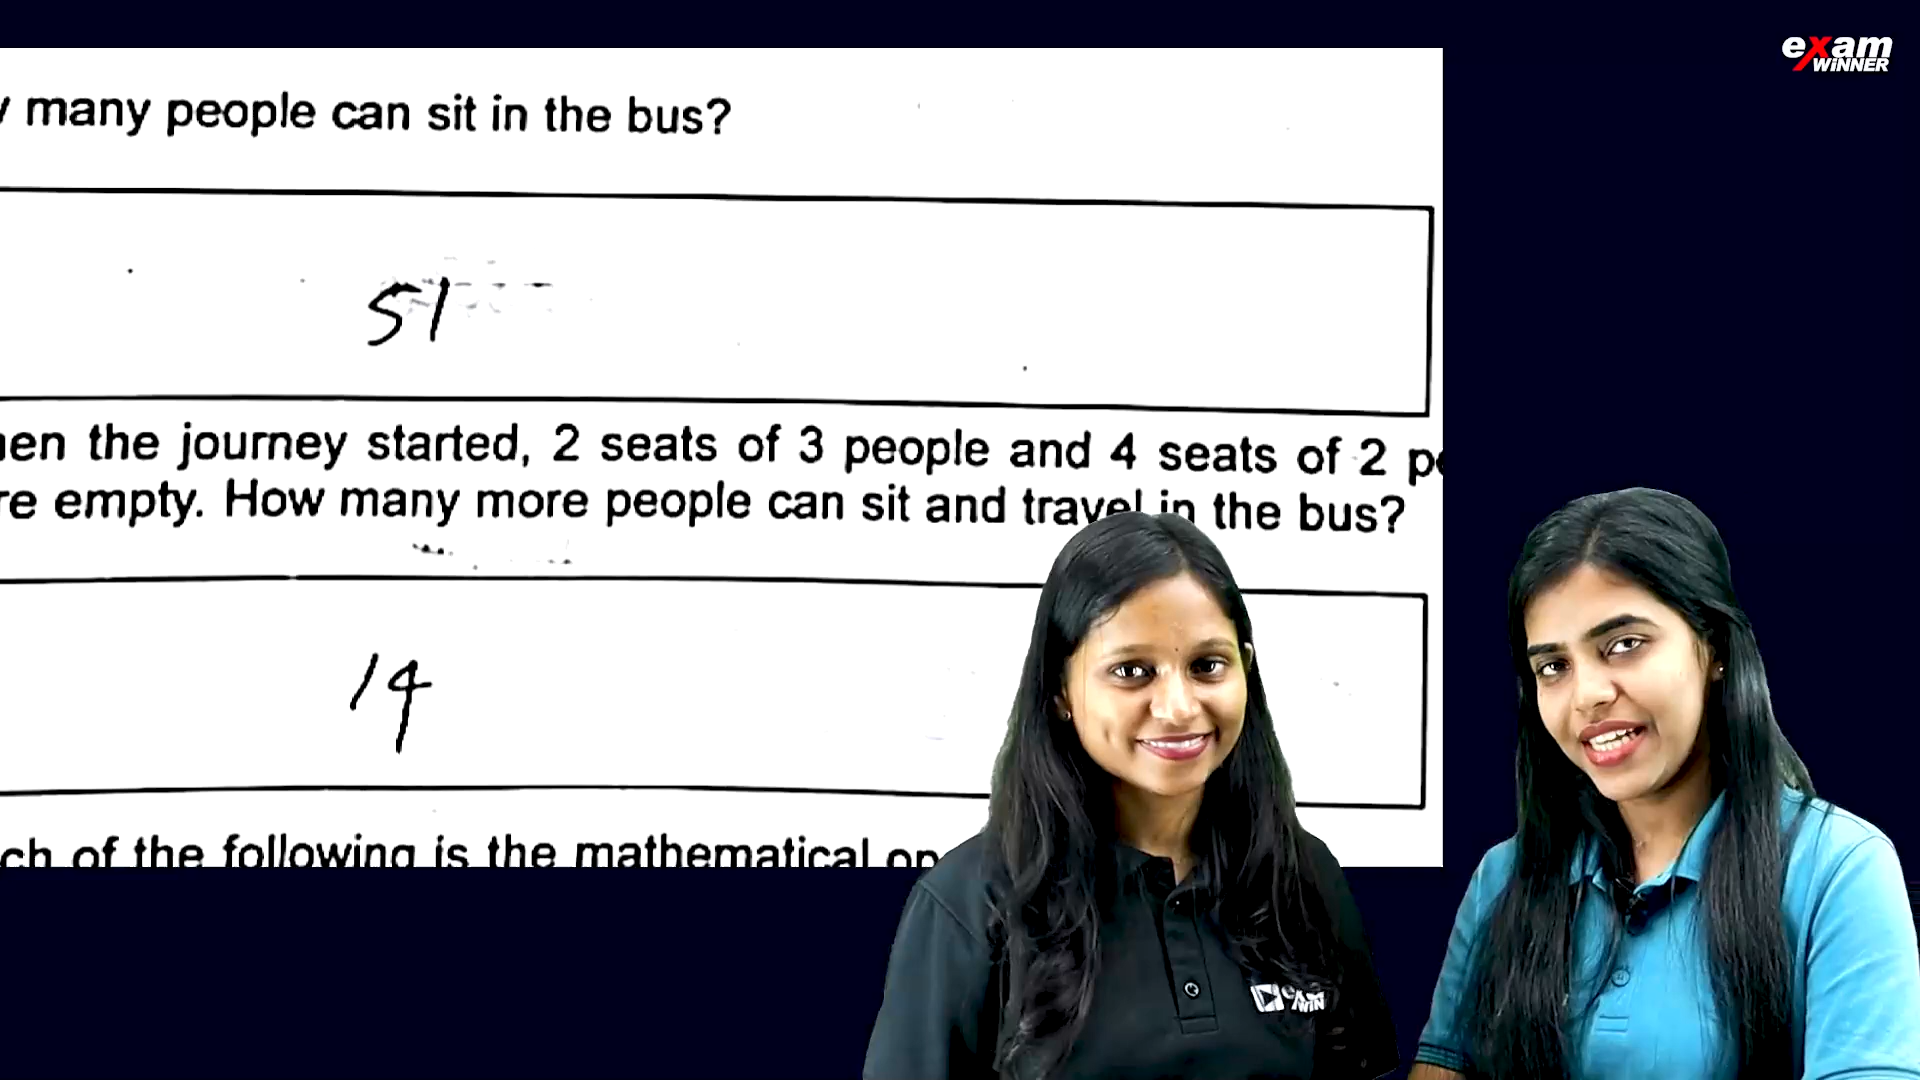 exam
WINNER
many people can sit in the bus?
51
en the journey started, 2 seats of 3 people and 4 seats of 2 p
re empty. How many more people can sit and travel in the bus?
14
ch of the following is the mathematical op